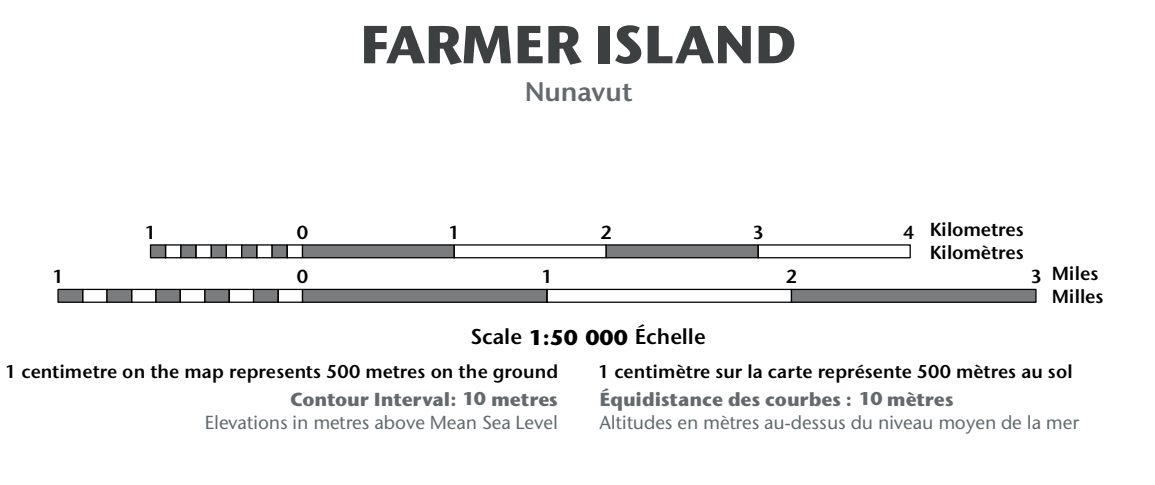 FARMER ISLAND
Nunavut
1 0 1 2 3 4 Kilometres
Kilomètres
1 0 1 2 3 Miles
Milles
Scale 1:50 000 Échelle
1 centimetre on the map represents 500 metres on the ground
Contour Interval: 10 metres
Elevations in metres above Mean Sea Level
1 centimètre sur la carte représente 500 mètres au sol
Équidistance des courbes : 10 mètres
Altitudes en mètres au-dessus du niveau moyen de la mer